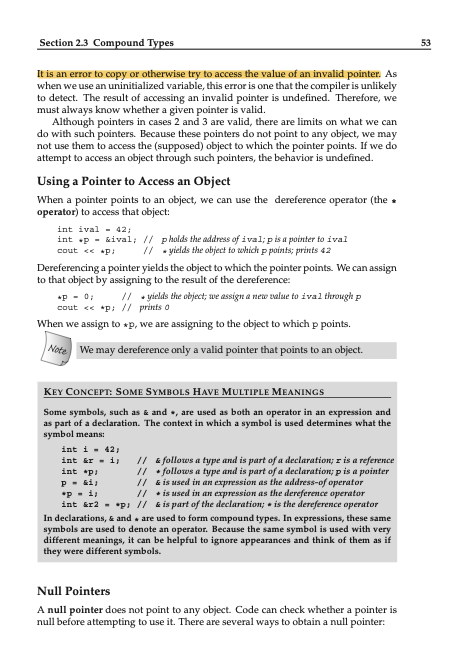 Section 2.3 Compound Types 53
It is an error to copy or otherwise try to access the value of an invalid pointer. As
when we use an uninitialized variable, this error is one that the compiler is unlikely
to detect. The result of accessing an invalid pointer is undefined. Therefore, we
must always know whether a given pointer is valid.
Although pointers in cases 2 and 3 are valid, there are limits on what we can
do with such pointers. Because these pointers do not point to any object, we may
not use them to access the (supposed) object to which the pointer points. If we do
attempt to access an object through such pointers, the behavior is undefined.
Using a Pointer to Access an Object
When a pointer points to an object, we can use the dereference operator (the *
operator) to access that object:
int ival = 42;
int *p = &ival; // p holds the address of ival; p is a pointer to ival
cout << *p; // * yields the object to which p points; prints 42
Dereferencing a pointer yields the object to which the pointer points. We can assign
to that object by assigning to the result of the dereference:
*p = 0; // * yields the object; we assign a new value to ival through p
cout << *p; // prints 0
When we assign to *p, we are assigning to the object to which p points.
Note We may dereference only a valid pointer that points to an object.
KEY CONCEPT: SOME SYMBOLS HAVE MULTIPLE MEANINGS
Some symbols, such as & and *, are used as both an operator in an expression and
as part of a declaration. The context in which a symbol is used determines what the
symbol means:
int i = 42;
int &r = i; // & follows a type and is part of a declaration; r is a reference
int *p; // * follows a type and is part of a declaration; p is a pointer
p = &i; // & is used in an expression as the address-of operator
*p = i; // * is used in an expression as the dereference operator
int &r2 = *p; // & is part of the declaration; * is the dereference operator
In declarations, & and * are used to form compound types. In expressions, these same
symbols are used to denote an operator. Because the same symbol is used with very
different meanings, it can be helpful to ignore appearances and think of them as if
they were different symbols.
Null Pointers
A null pointer does not point to any object. Code can check whether a pointer is
null before attempting to use it. There are several ways to obtain a null pointer: